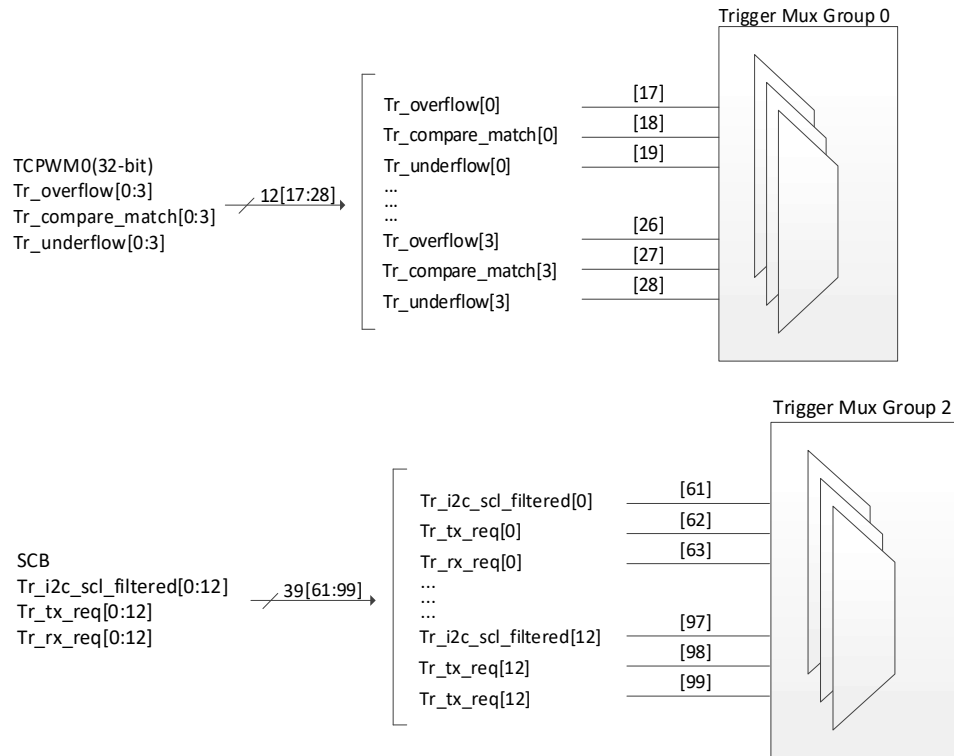 Trigger Mux Group 0
TCPWM0(32-bit)
Tr_overflow[0:3]
Tr_compare_match[0:3]
Tr_underflow[0:3]
12[17:28]
Tr_overflow[0]
[17]
Tr_compare_match[0]
[18]
Tr_underflow[0]
[19]
...
...
...
Tr_overflow[3]
[26]
Tr_compare_match[3]
[27]
Tr_underflow[3]
[28]
Trigger Mux Group 2
SCB
Tr_i2c_scl_filtered[0:12]
Tr_tx_req[0:12]
Tr_rx_req[0:12]
39[61:99]
Tr_i2c_scl_filtered[0]
[61]
Tr_tx_req[0]
[62]
Tr_rx_req[0]
[63]
...
...
...
Tr_i2c_scl_filtered[12]
[97]
Tr_tx_req[12]
[98]
Tr_tx_req[12]
[99]